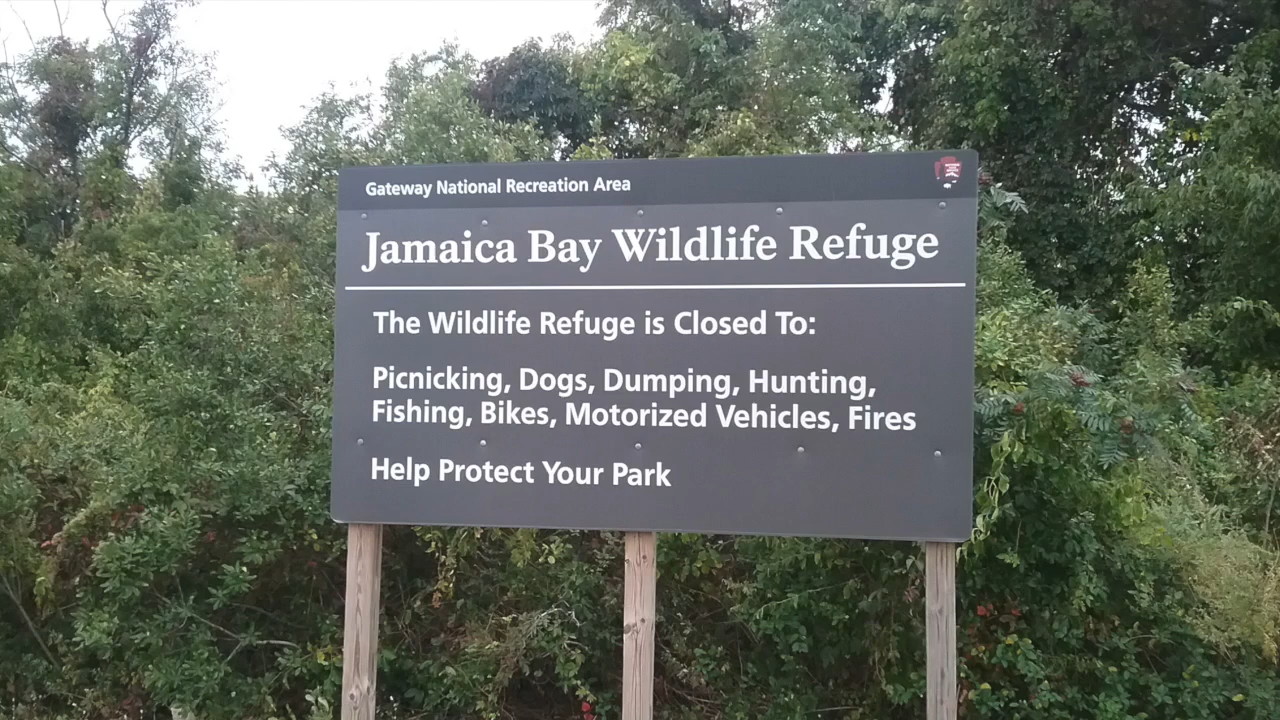 Gateway National Recreation Area
Jamaica Bay Wildlife Refuge
The Wildlife Refuge is Closed To:
Picnicking, Dogs, Dumping, Hunting,
Fishing, Bikes, Motorized Vehicles, Fires
Help Protect Your Park